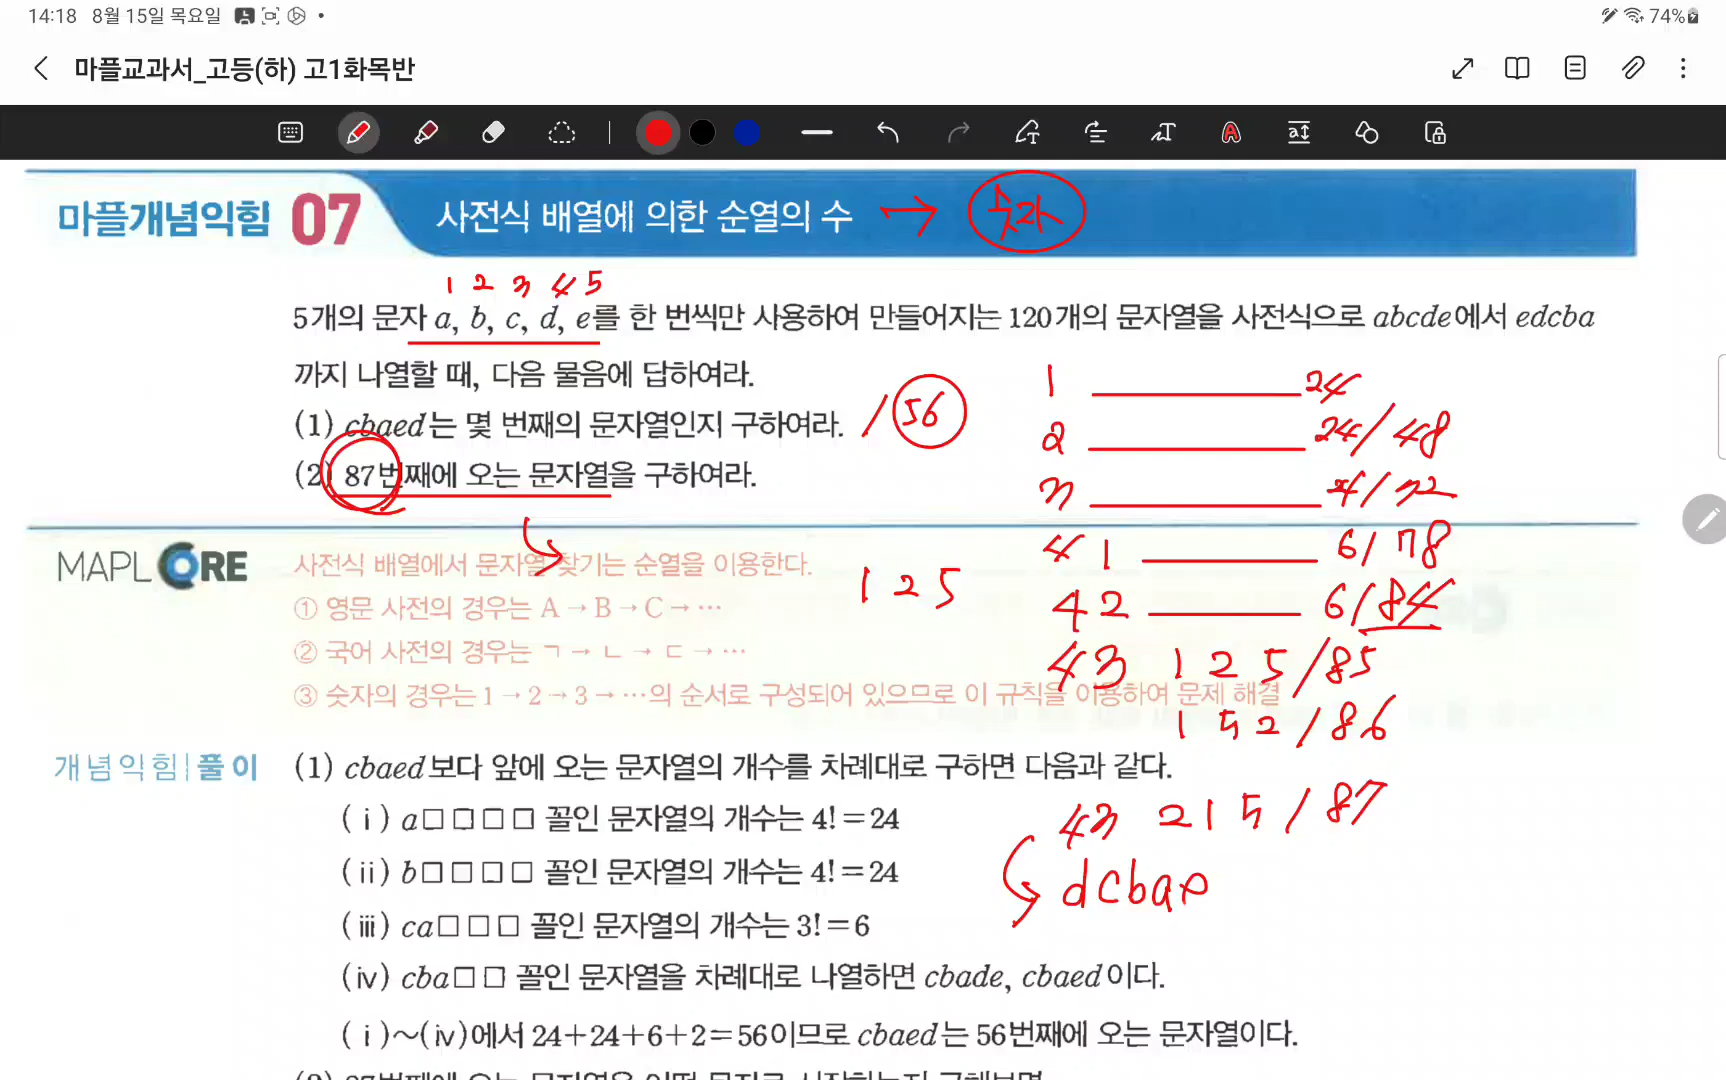 14:18 8월 15일 목요일 74%
마플교과서_고등(하) 고1화목반
마플개념익힘 07 사전식 배열에 의한 순열의 수 → 숫자
1 2 3 4 5
5개의 문자 a, b, c, d, e를 한 번씩만 사용하여 만들어지는 120개의 문자열을 사전식으로 abcde에서 edcba
까지 나열할 때, 다음 물음에 답하여라.
1 24
(1) cbaed는 몇 번째의 문자열인지 구하여라. / 56
2 24/48
(2) 87번째에 오는 문자열을 구하여라.
3 24/72
MAPL CORE
사전식 배열에서 문자열 찾기는 순열을 이용한다.
41 6/78
① 영문 사전의 경우는 A → B → C → ⋯
1 2 5
42 6/84
② 국어 사전의 경우는 ㄱ → ㄴ → ㄷ → ⋯
43 1 2 5/85
③ 숫자의 경우는 1 → 2 → 3 → ⋯의 순서로 구성되어 있으므로 이 규칙을 이용하여 문제 해결
1 5 2/86
개념익힘|풀이 (1) cbaed보다 앞에 오는 문자열의 개수를 차례대로 구하면 다음과 같다.
(ⅰ) a□□□□ 꼴인 문자열의 개수는 4!=24
43 215/87
(ⅱ) b□□□□ 꼴인 문자열의 개수는 4!=24
dcbae
(ⅲ) ca□□□ 꼴인 문자열의 개수는 3!=6
(ⅳ) cba□□ 꼴인 문자열을 차례대로 나열하면 cbade, cbaed이다.
(ⅰ)~(ⅳ)에서 24+24+6+2=56이므로 cbaed는 56번째에 오는 문자열이다.